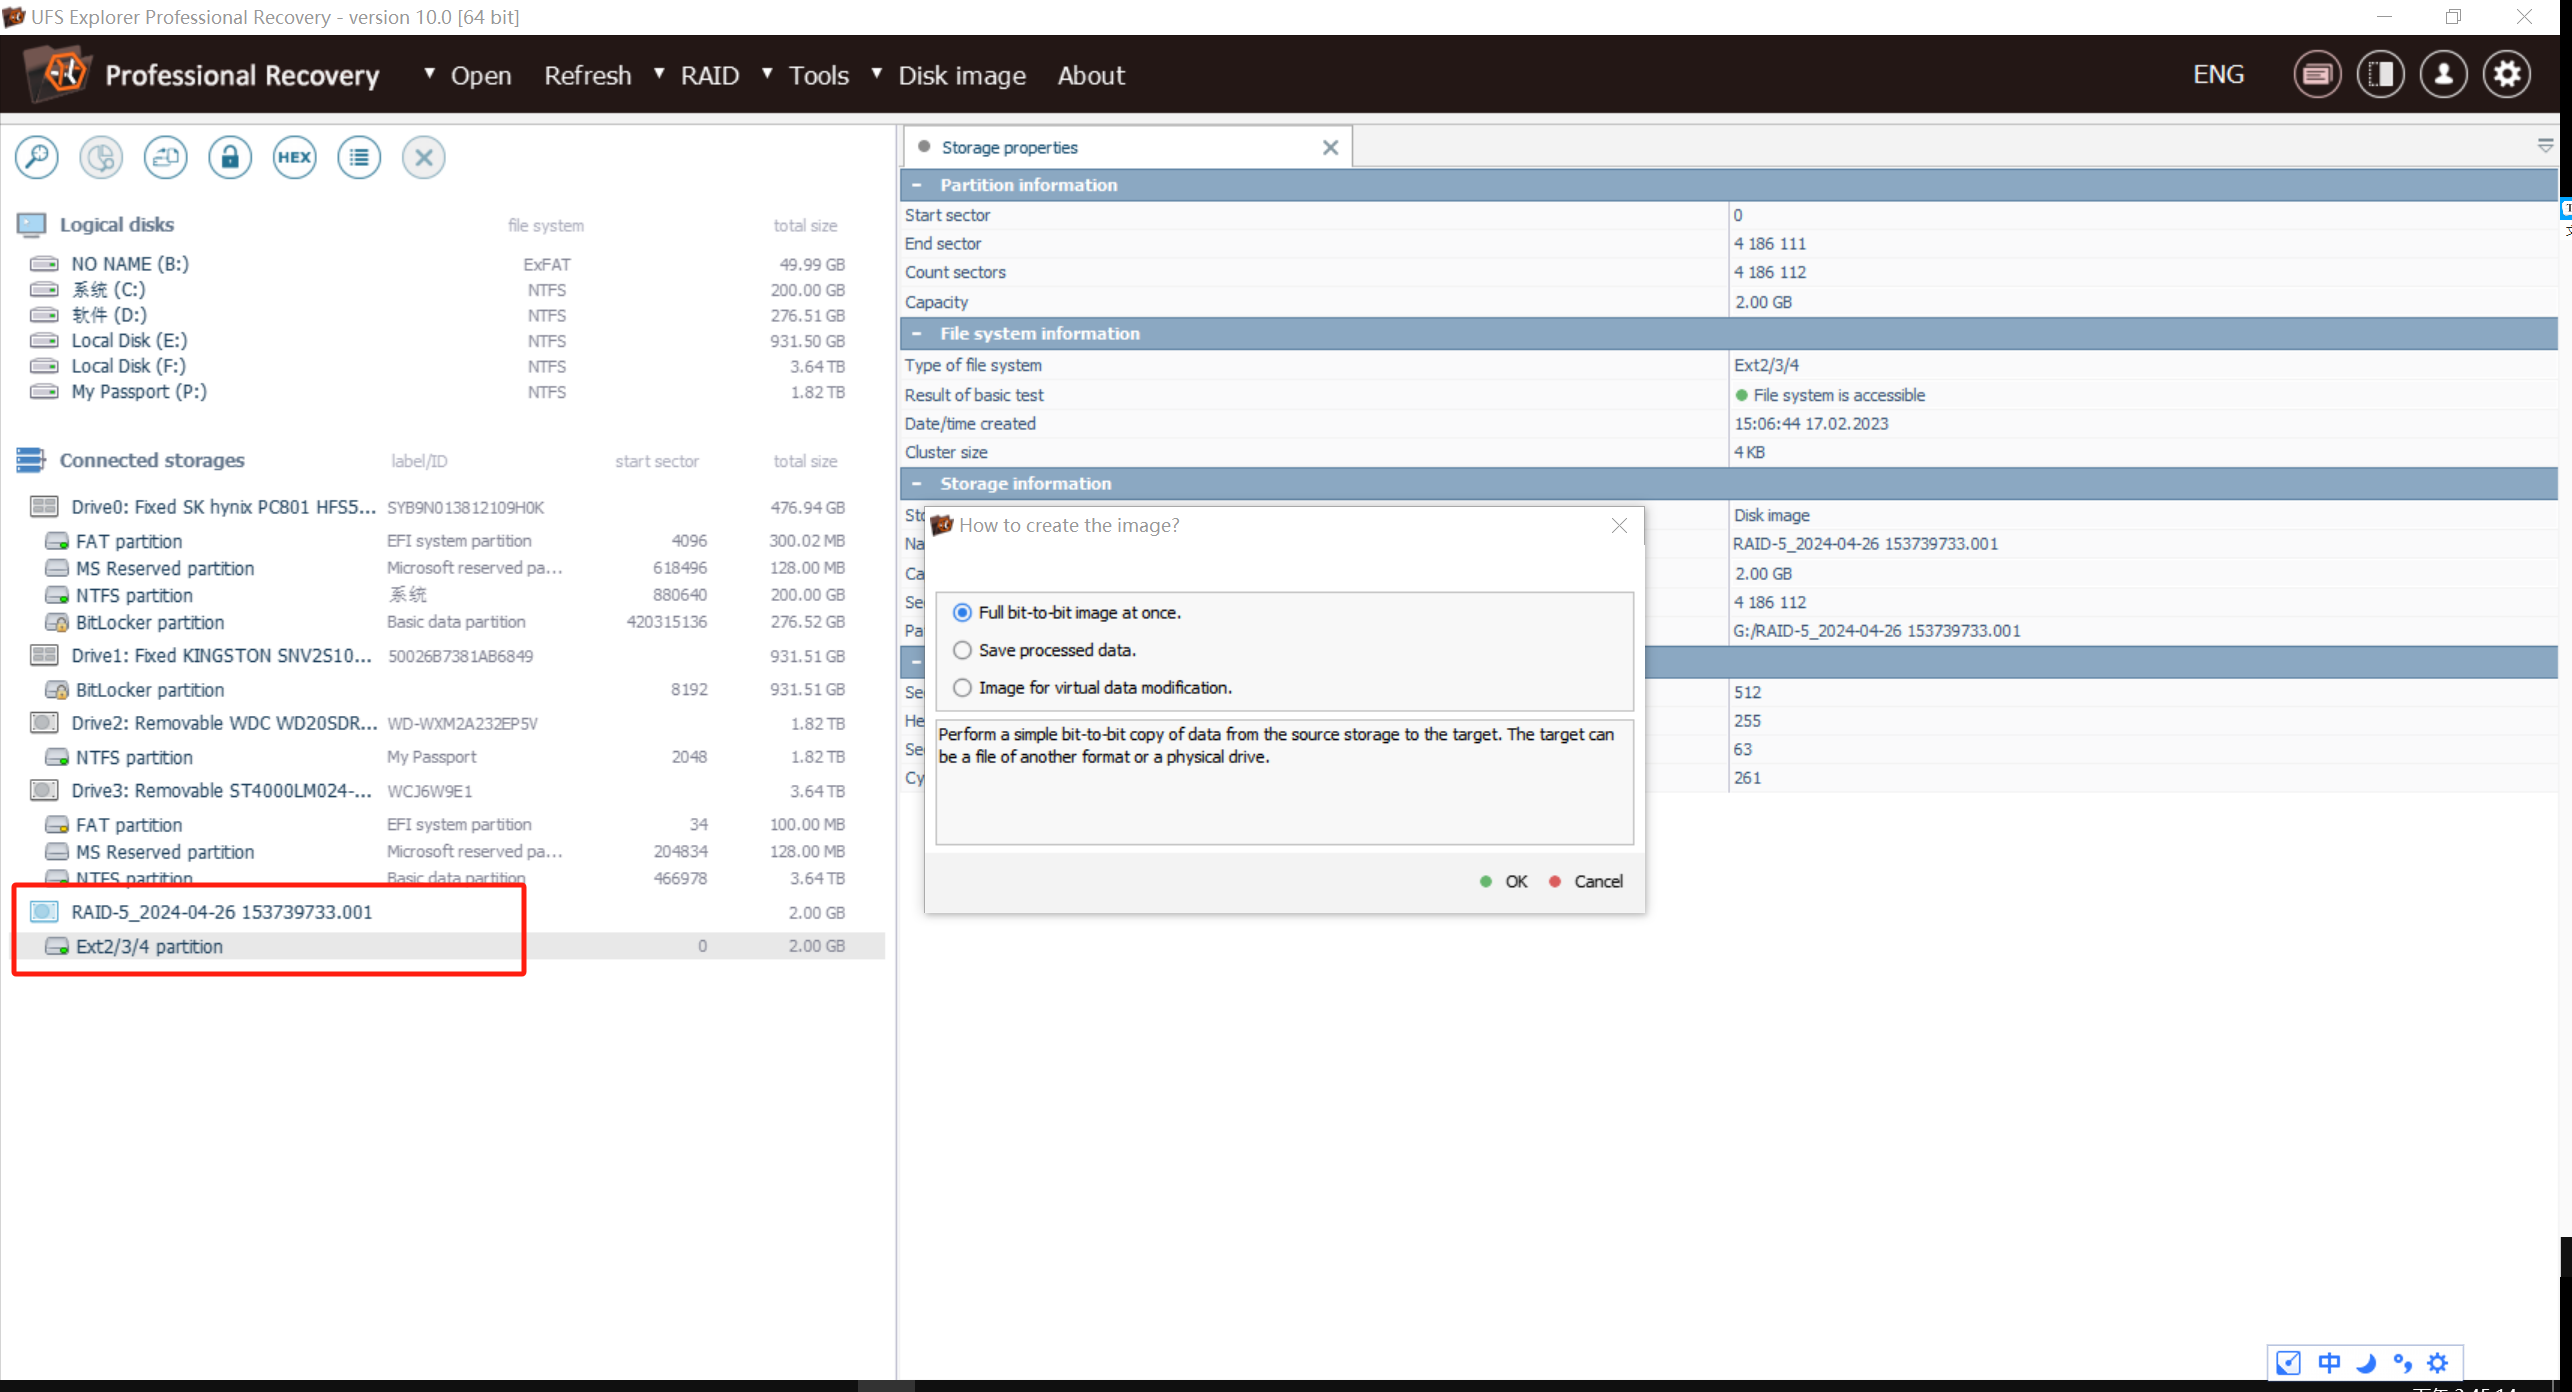 UFS Explorer Professional Recovery - version 10.0 [64 bit]
Professional Recovery Open Refresh RAID Tools Disk image About ENG
HEX
Logical disks file system total size
NO NAME (B:) ExFAT 49.99 GB
系统 (C:) NTFS 200.00 GB
软件 (D:) NTFS 276.51 GB
Local Disk (E:) NTFS 931.50 GB
Local Disk (F:) NTFS 3.64 TB
My Passport (P:) NTFS 1.82 TB
Connected storages label/ID start sector total size
Drive0: Fixed SK hynix PC801 HFS5... SYB9N013812109H0K 476.94 GB
FAT partition EFI system partition 4096 300.02 MB
MS Reserved partition Microsoft reserved pa... 618496 128.00 MB
NTFS partition 系统 880640 200.00 GB
BitLocker partition Basic data partition 420315136 276.52 GB
Drive1: Fixed KINGSTON SNV2S10... 50026B7381AB6849 931.51 GB
BitLocker partition 8192 931.51 GB
Drive2: Removable WDC WD20SDR... WD-WXM2A232EP5V 1.82 TB
NTFS partition My Passport 2048 1.82 TB
Drive3: Removable ST4000LM024-... WCJ6W9E1 3.64 TB
FAT partition EFI system partition 34 100.00 MB
MS Reserved partition Microsoft reserved pa... 204834 128.00 MB
NTFS partition Basic data partition 466978 3.64 TB
RAID-5_2024-04-26 153739733.001 2.00 GB
Ext2/3/4 partition 0 2.00 GB
Storage properties
Partition information
Start sector 0
End sector 4 186 111
Count sectors 4 186 112
Capacity 2.00 GB
File system information
Type of file system Ext2/3/4
Result of basic test File system is accessible
Date/time created 15:06:44 17.02.2023
Cluster size 4 KB
Storage information
Sto Disk image
Na RAID-5_2024-04-26 153739733.001
Ca 2.00 GB
Se 4 186 112
Pa G:/RAID-5_2024-04-26 153739733.001
Se 512
He 255
Se 63
Cy 261
How to create the image?
Full bit-to-bit image at once.
Save processed data.
Image for virtual data modification.
Perform a simple bit-to-bit copy of data from the source storage to the target. The target can
be a file of another format or a physical drive.
OK Cancel
中